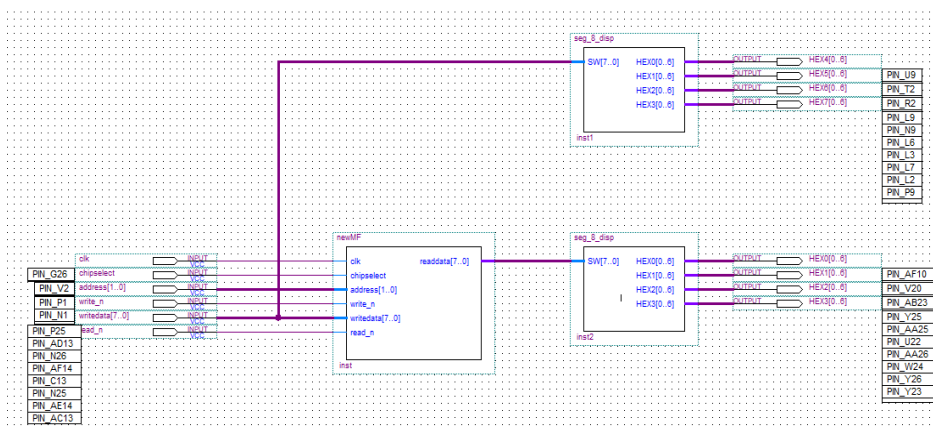 seg_8_disp
SW[7..0] HEX0[0..6] OUTPUT HEX4[0..6]
HEX1[0..6] OUTPUT HEX5[0..6] PIN_U9
HEX2[0..6] OUTPUT HEX6[0..6] PIN_T2
HEX3[0..6] OUTPUT HEX7[0..6] PIN_R2
PIN_L9
PIN_N9
PIN_L6
inst1
PIN_L3
PIN_L7
PIN_L2
PIN_P9
newMF
seg_8_disp
clk INPUT VCC clk readdata[7..0] SW[7..0] HEX0[0..6] OUTPUT HEX0[0..6]
PIN_G26 chipselect INPUT VCC chipselect HEX1[0..6] OUTPUT HEX1[0..6] PIN_AF10
PIN_V2 address[1..0] INPUT VCC address[1..0] HEX2[0..6] OUTPUT HEX2[0..6] PIN_V20
PIN_P1 write_n INPUT VCC write_n HEX3[0..6] OUTPUT HEX3[0..6] PIN_AB23
PIN_N1 writedata[7..0] INPUT VCC writedata[7..0] PIN_Y25
PIN_P25 read_n INPUT VCC read_n PIN_AA25
PIN_AD13 inst2 PIN_U22
PIN_N26 PIN_AA26
PIN_AF14 inst PIN_W24
PIN_C13 PIN_Y26
PIN_N25 PIN_Y23
PIN_AE14
PIN_AC13